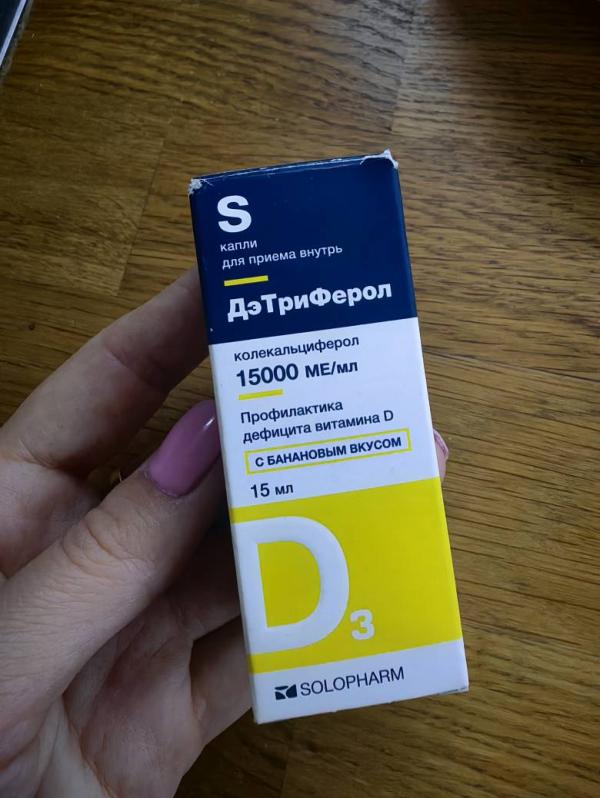 S
капли
для приема внутрь
ДэТриФерол
колекальциферол
15000 МЕ/мл
Профилактика
дефицита витамина D
С БАНАНОВЫМ ВКУСОМ
15 мл
D3
SOLOPHARM